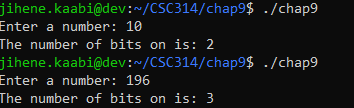 jihene.kaabi@dev:~/CSC314/chap9$ ./chap9
Enter a number: 10
The number of bits on is: 2
jihene.kaabi@dev:~/CSC314/chap9$ ./chap9
Enter a number: 196
The number of bits on is: 3